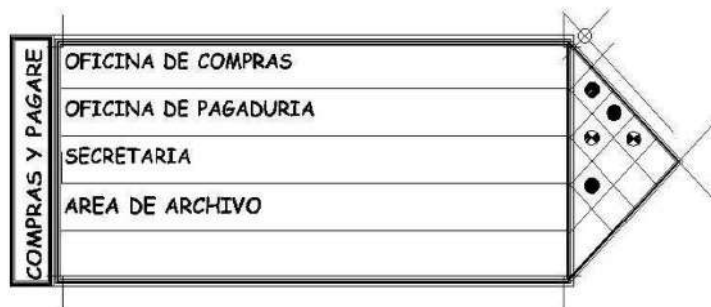 COMPRAS Y PAGARE
OFICINA DE COMPRAS
OFICINA DE PAGADURIA
SECRETARIA
AREA DE ARCHIVO